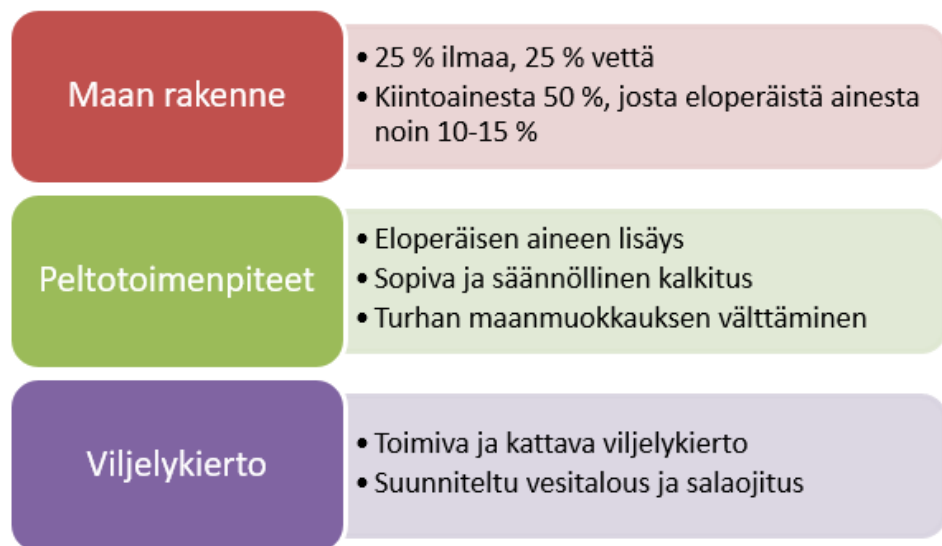 Maan rakenne
• 25 % ilmaa, 25 % vettä
• Kiintoainesta 50 %, josta eloperäistä ainesta
noin 10-15 %
Peltotoimenpiteet
• Eloperäisen aineen lisäys
• Sopiva ja säännöllinen kalkitus
• Turhan maanmuokkauksen välttäminen
Viljelykierto
• Toimiva ja kattava viljelykierto
• Suunniteltu vesitalous ja salaojitus